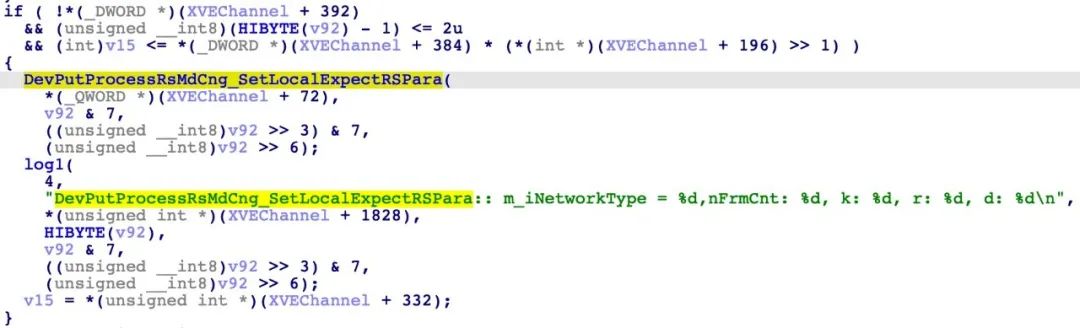 if ( !*(_DWORD *)(XVEChannel + 392)
&& (unsigned __int8)(HIBYTE(v92) - 1) <= 2u
&& (int)v15 <= *(_DWORD *)(XVEChannel + 384) * (*(int *)(XVEChannel + 196) >> 1) )
{
DevPutProcessRsMdCng_SetLocalExpectRSPara(
*(_QWORD *)(XVEChannel + 72),
v92 & 7,
((unsigned __int8)v92 >> 3) & 7,
(unsigned __int8)v92 >> 6);
log1(
4,
"DevPutProcessRsMdCng_SetLocalExpectRSPara:: m_iNetworkType = %d,nFrmCnt: %d, k: %d, r: %d, d: %d\n",
*(unsigned int *)(XVEChannel + 1828),
HIBYTE(v92),
v92 & 7,
((unsigned __int8)v92 >> 3) & 7,
(unsigned __int8)v92 >> 6);
v15 = *(unsigned int *)(XVEChannel + 332);
}